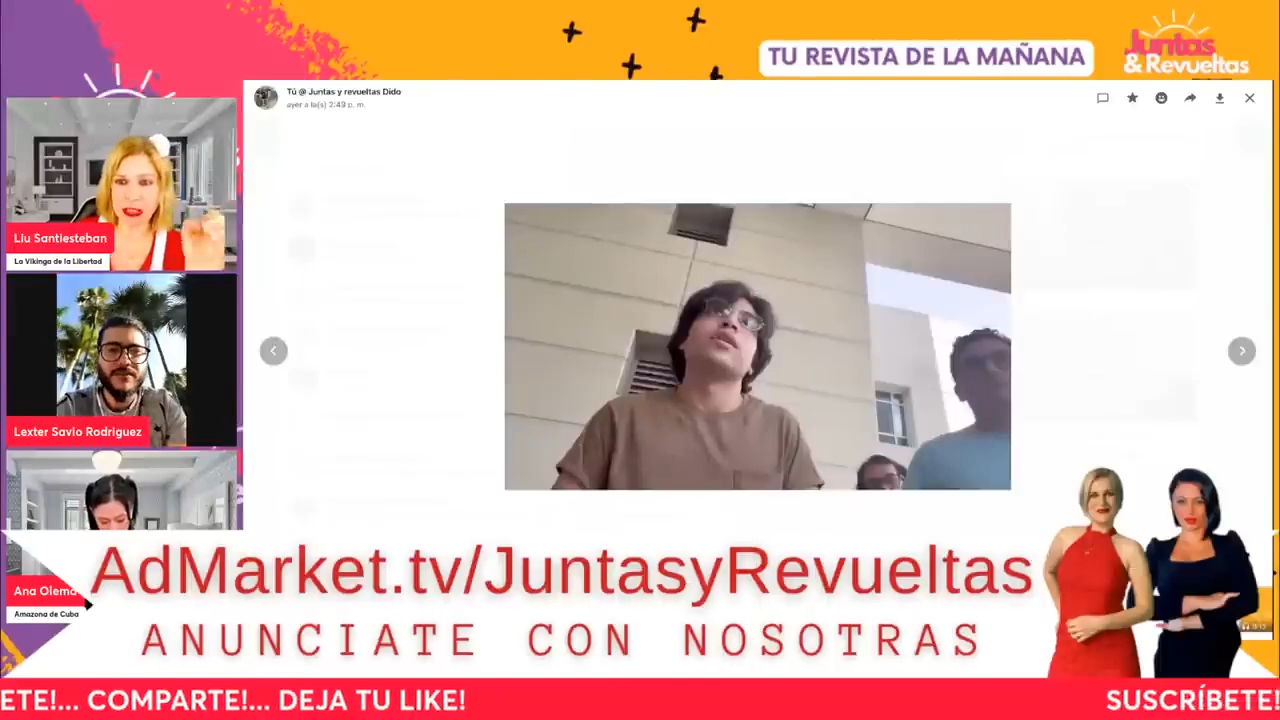 TU REVISTA DE LA MAÑANA
Juntas
& Revueltas
Tú @ Juntas y revueltas Dido
ayer a la(s) 2:49 p. m.
Liu Santiesteban
La Vikinga de la Libertad
Lexter Savio Rodriguez
Ana Olema
Amazona de Cuba
AdMarket.tv/JuntasyRevueltas
ANUNCIATE CON NOSOTRAS
ETE!... COMPARTE!... DEJA TU LIKE!
SUSCRÍBETE!